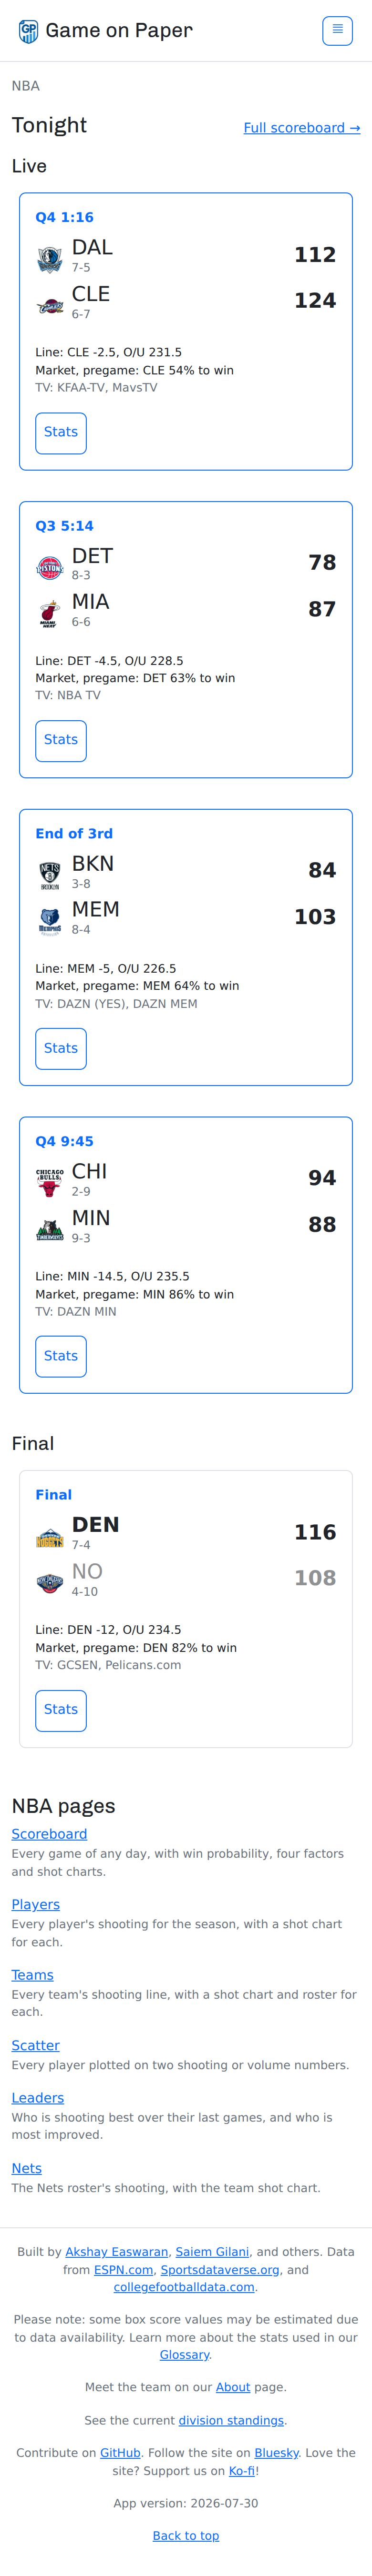 GP Game on Paper
NBA
Tonight
Full scoreboard →
Live
Q4 1:16
DAL
7-5
112
CLE
6-7
124
Line: CLE -2.5, O/U 231.5
Market, pregame: CLE 54% to win
TV: KFAA-TV, MavsTV
Stats
Q3 5:14
DET
8-3
78
MIA
6-6
87
Line: DET -4.5, O/U 228.5
Market, pregame: DET 63% to win
TV: NBA TV
Stats
End of 3rd
BKN
3-8
84
MEM
8-4
103
Line: MEM -5, O/U 226.5
Market, pregame: MEM 64% to win
TV: DAZN (YES), DAZN MEM
Stats
Q4 9:45
CHICAGO
BULLS
CHI
2-9
94
MIN
9-3
88
Line: MIN -14.5, O/U 235.5
Market, pregame: MIN 86% to win
TV: DAZN MIN
Stats
Final
Final
DEN
7-4
116
NO
4-10
108
Line: DEN -12, O/U 234.5
Market, pregame: DEN 82% to win
TV: GCSEN, Pelicans.com
Stats
NBA pages
Scoreboard
Every game of any day, with win probability, four factors
and shot charts.
Players
Every player's shooting for the season, with a shot chart
for each.
Teams
Every team's shooting line, with a shot chart and roster for
each.
Scatter
Every player plotted on two shooting or volume numbers.
Leaders
Who is shooting best over their last games, and who is
most improved.
Nets
The Nets roster's shooting, with the team shot chart.
Built by Akshay Easwaran, Saiem Gilani, and others. Data
from ESPN.com, Sportsdataverse.org, and
collegefootballdata.com.
Please note: some box score values may be estimated due
to data availability. Learn more about the stats used in our
Glossary.
Meet the team on our About page.
See the current division standings.
Contribute on GitHub. Follow the site on Bluesky. Love the
site? Support us on Ko-fi!
App version: 2026-07-30
Back to top